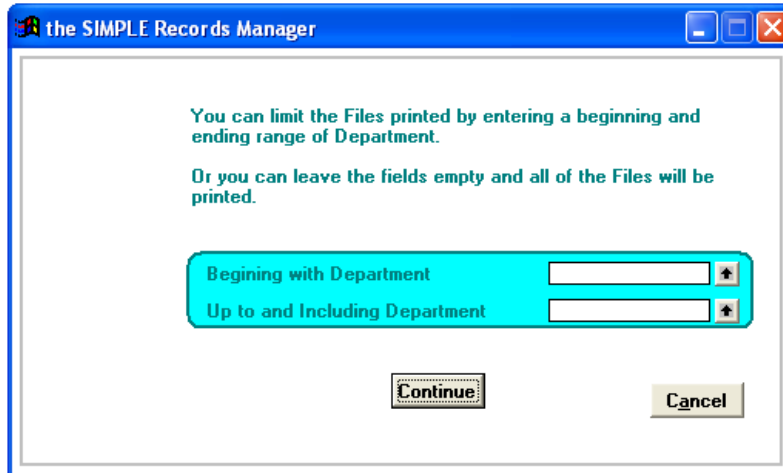 the SIMPLE Records Manager
You can limit the Files printed by entering a beginning and
ending range of Department.
Or you can leave the fields empty and all of the Files will be
printed.
Begining with Department
Up to and Including Department
Continue
Cancel